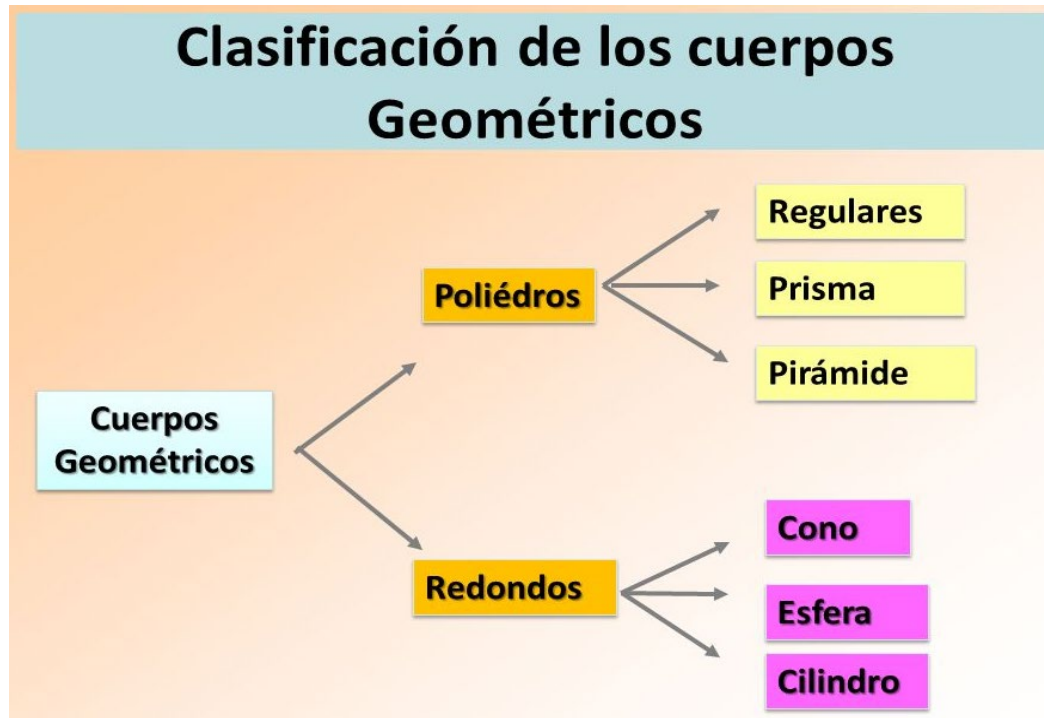 Clasificación de los cuerpos
Geométricos
Cuerpos
Geométricos
Poliédros
Regulares
Prisma
Pirámide
Redondos
Cono
Esfera
Cilindro